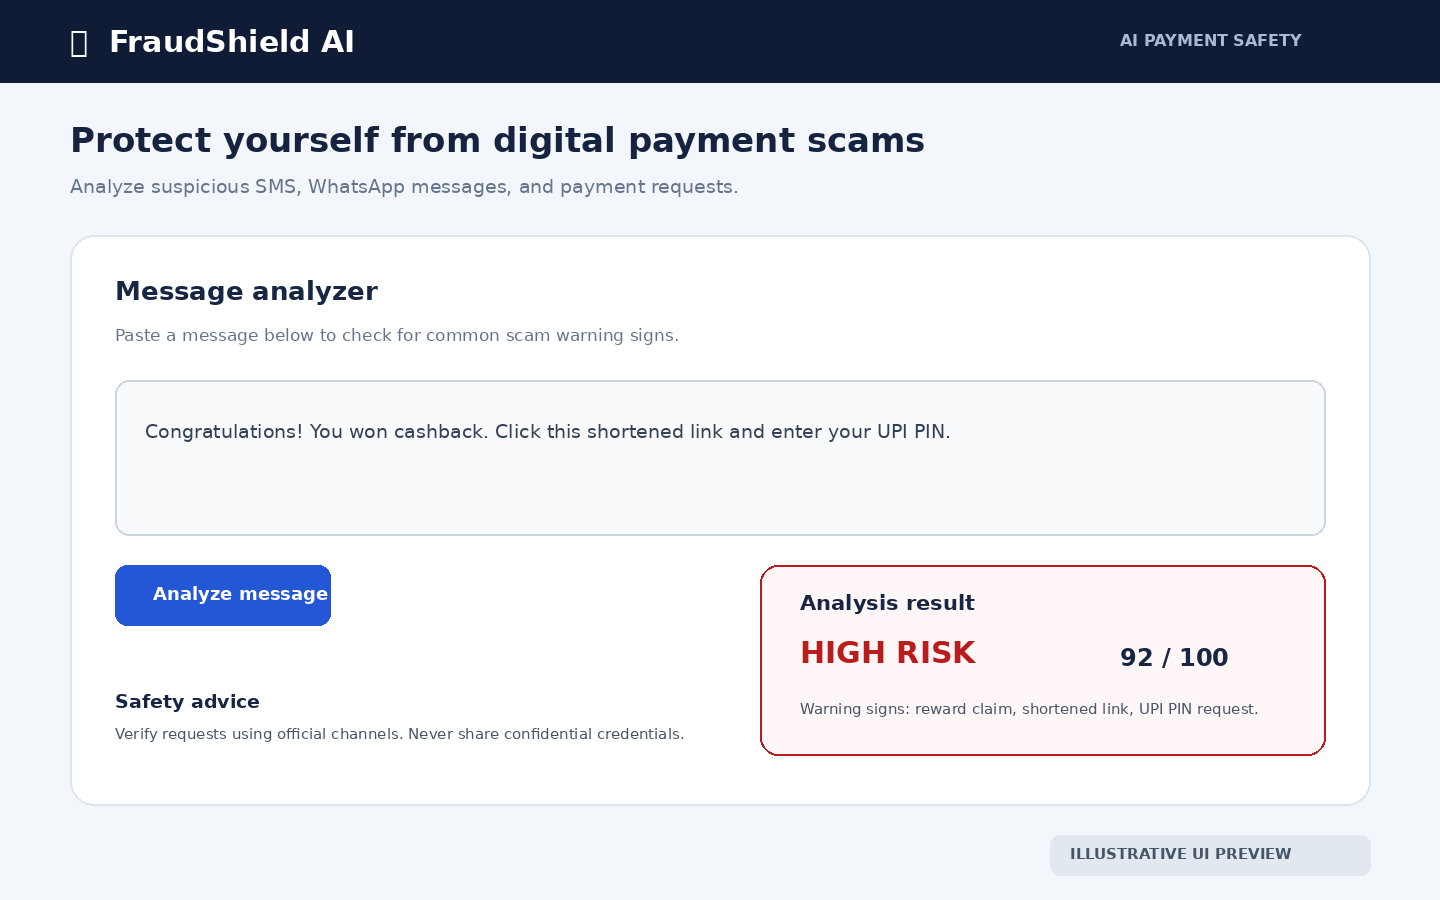 FraudShield AI
AI PAYMENT SAFETY
Protect yourself from digital payment scams
Analyze suspicious SMS, WhatsApp messages, and payment requests.
Message analyzer
Paste a message below to check for common scam warning signs.
Congratulations! You won cashback. Click this shortened link and enter your UPI PIN.
Analyze message
Analysis result
HIGH RISK
92 / 100
Warning signs: reward claim, shortened link, UPI PIN request.
Safety advice
Verify requests using official channels. Never share confidential credentials.
ILLUSTRATIVE UI PREVIEW